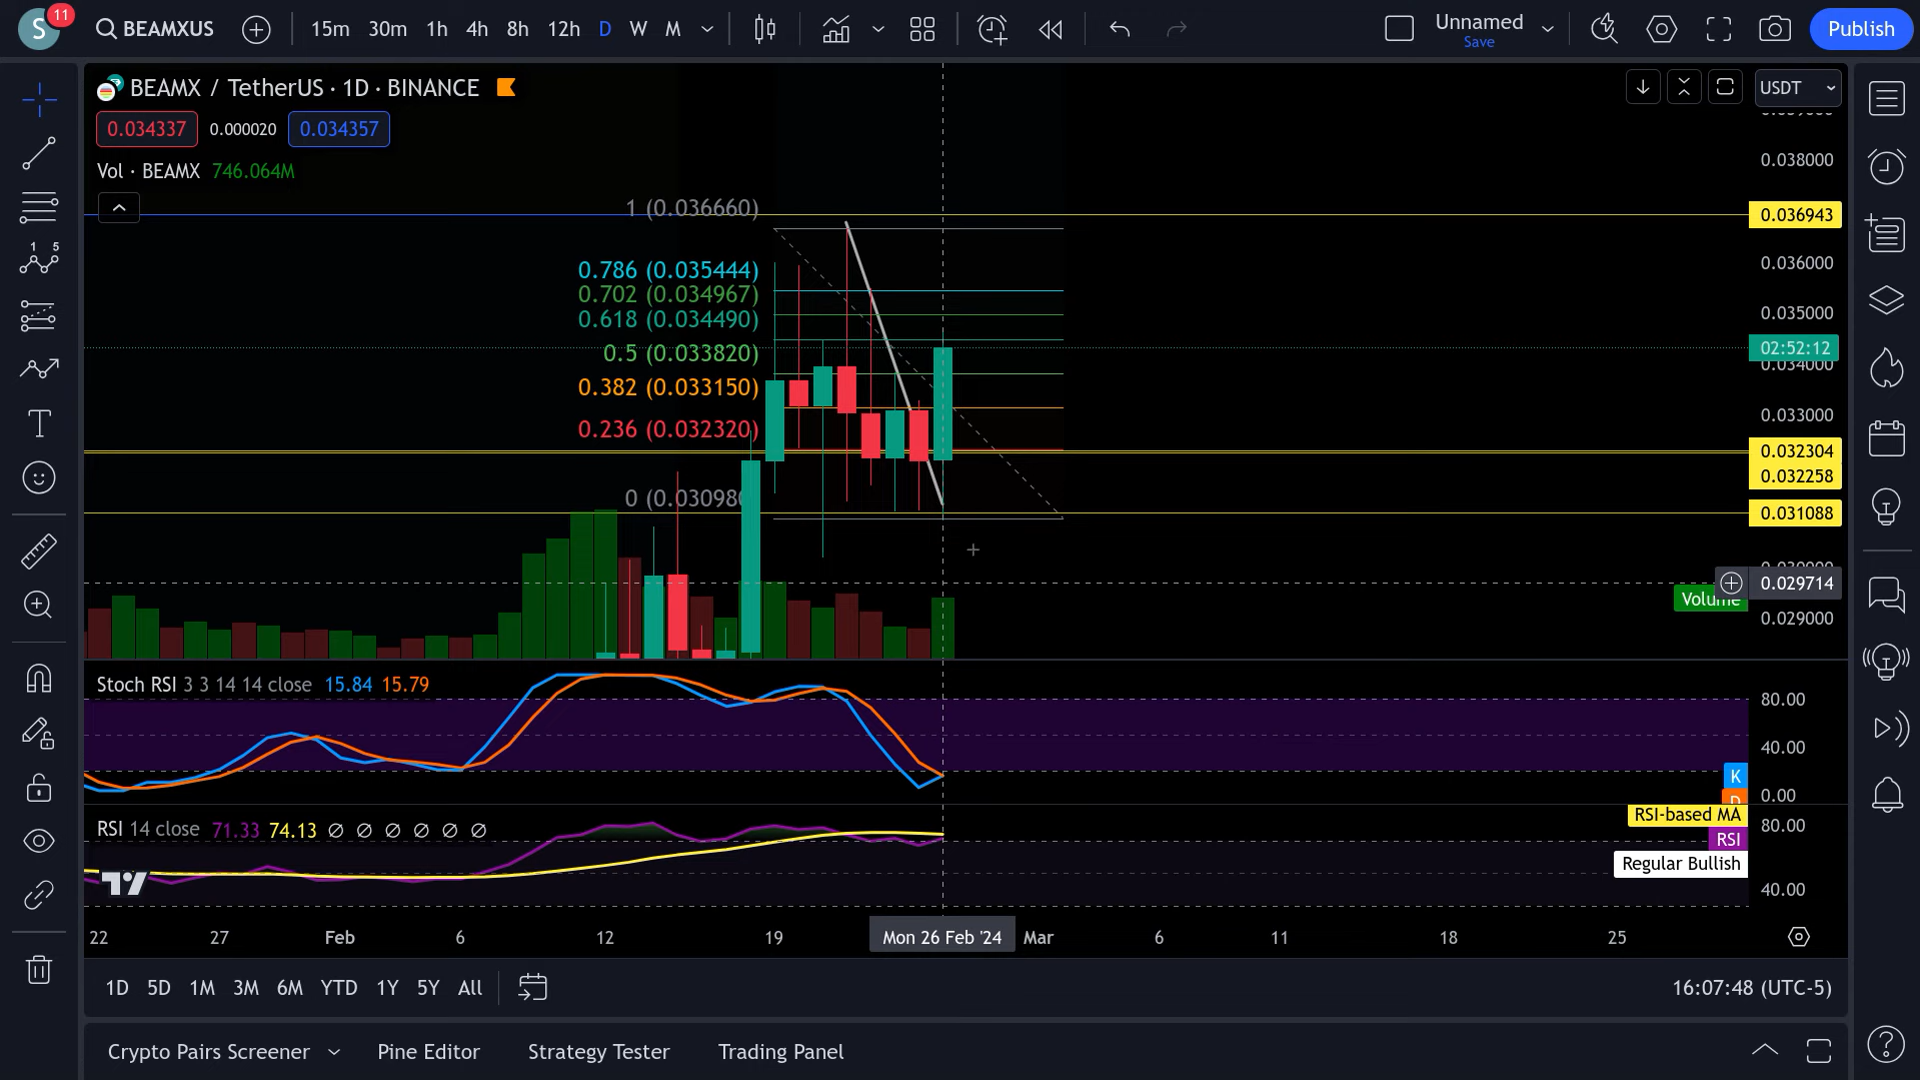 S 11 BEAMXUS 15m 30m 1h 4h 8h 12h D W M Unnamed Save Publish
BEAMX / TetherUS · 1D · BINANCE USDT
0.034337 0.000020 0.034357
Vol · BEAMX 746.064M
0.038000
1 (0.036660) 0.036943
0.036000
0.786 (0.035444)
0.702 (0.034967)
0.035000
0.618 (0.034490)
02:52:12
0.5 (0.033820)
0.034000
0.382 (0.033150)
0.033000
0.236 (0.032320)
0.032304
0.032258
0 (0.03098
0.031088
0.029714
Volume
0.029000
Stoch RSI 3 3 14 14 close 15.84 15.79
80.00
40.00
K
0.00
D
RSI-based MA
RSI 14 close 71.33 74.13 ∅ ∅ ∅ ∅ ∅ ∅
80.00
RSI
Regular Bullish
40.00
22 27 Feb 6 12 19 Mon 26 Feb '24 Mar 6 11 18 25
1D 5D 1M 3M 6M YTD 1Y 5Y All 16:07:48 (UTC-5)
Crypto Pairs Screener Pine Editor Strategy Tester Trading Panel